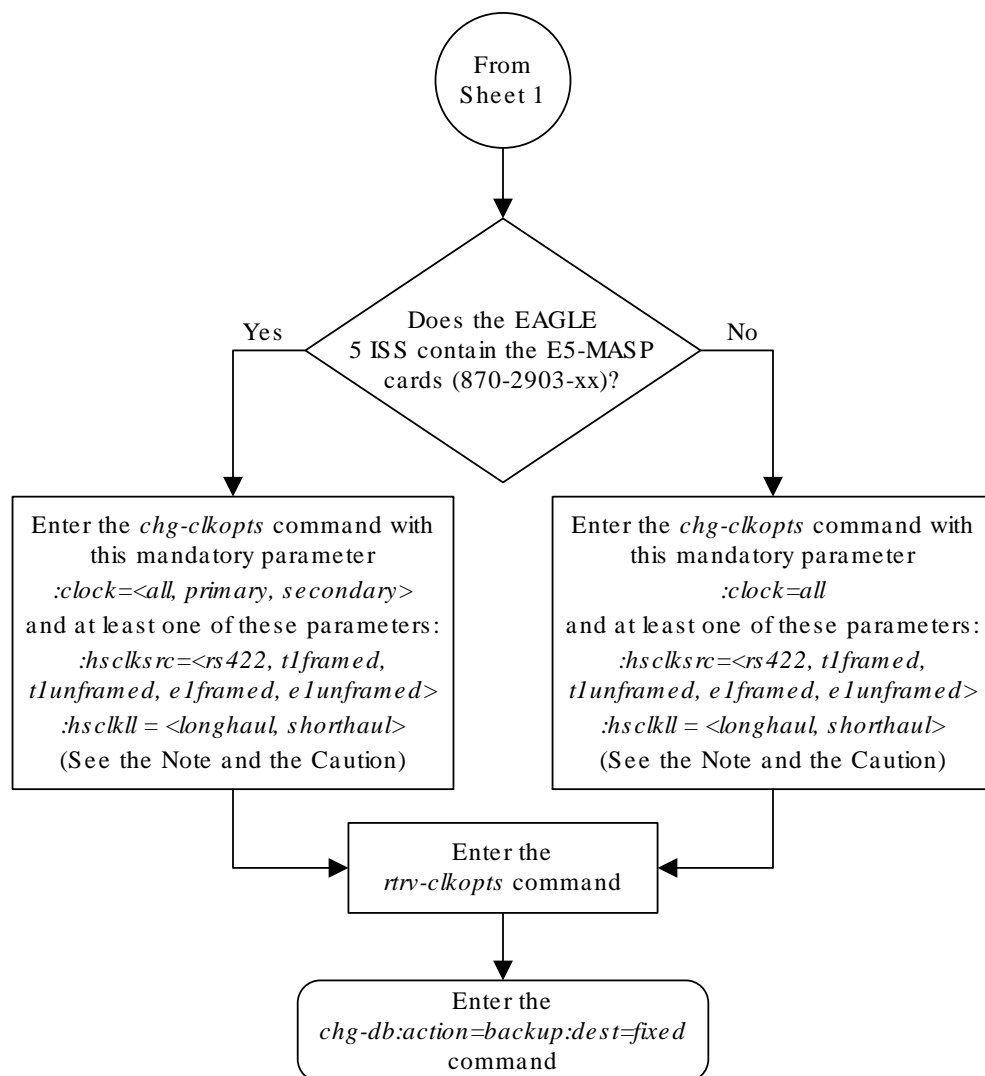 From
Sheet 1
Does the EAGLE
5 ISS contain the E5-MASP
cards (870-2903-xx)?
Yes
No
Enter the chg-clkopts command with
this mandatory parameter
:clock=<all, primary, secondary>
and at least one of these parameters:
:hsclksrc=<rs422, t1framed,
t1unframed, e1framed, e1unframed>
:hsclkll = <longhaul, shorthaul>
(See the Note and the Caution)
Enter the chg-clkopts command with
this mandatory parameter
:clock=all
and at least one of these parameters:
:hsclksrc=<rs422, t1framed,
t1unframed, e1framed, e1unframed>
:hsclkll = <longhaul, shorthaul>
(See the Note and the Caution)
Enter the
rtrv-clkopts command
Enter the
chg-db:action=backup:dest=fixed
command